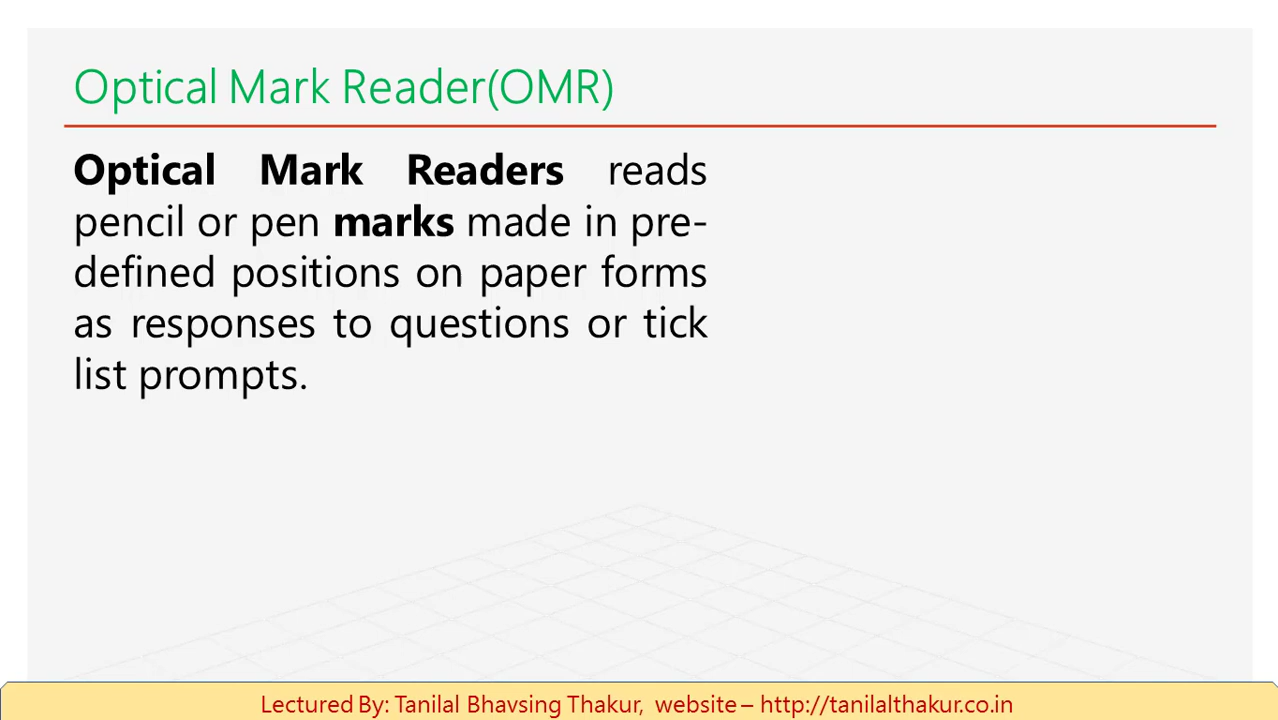 Optical Mark Reader(OMR)
Optical Mark Readers reads
pencil or pen marks made in pre-
defined positions on paper forms
as responses to questions or tick
list prompts.
Lectured By: Tanilal Bhavsing Thakur, website – http://tanilalthakur.co.in